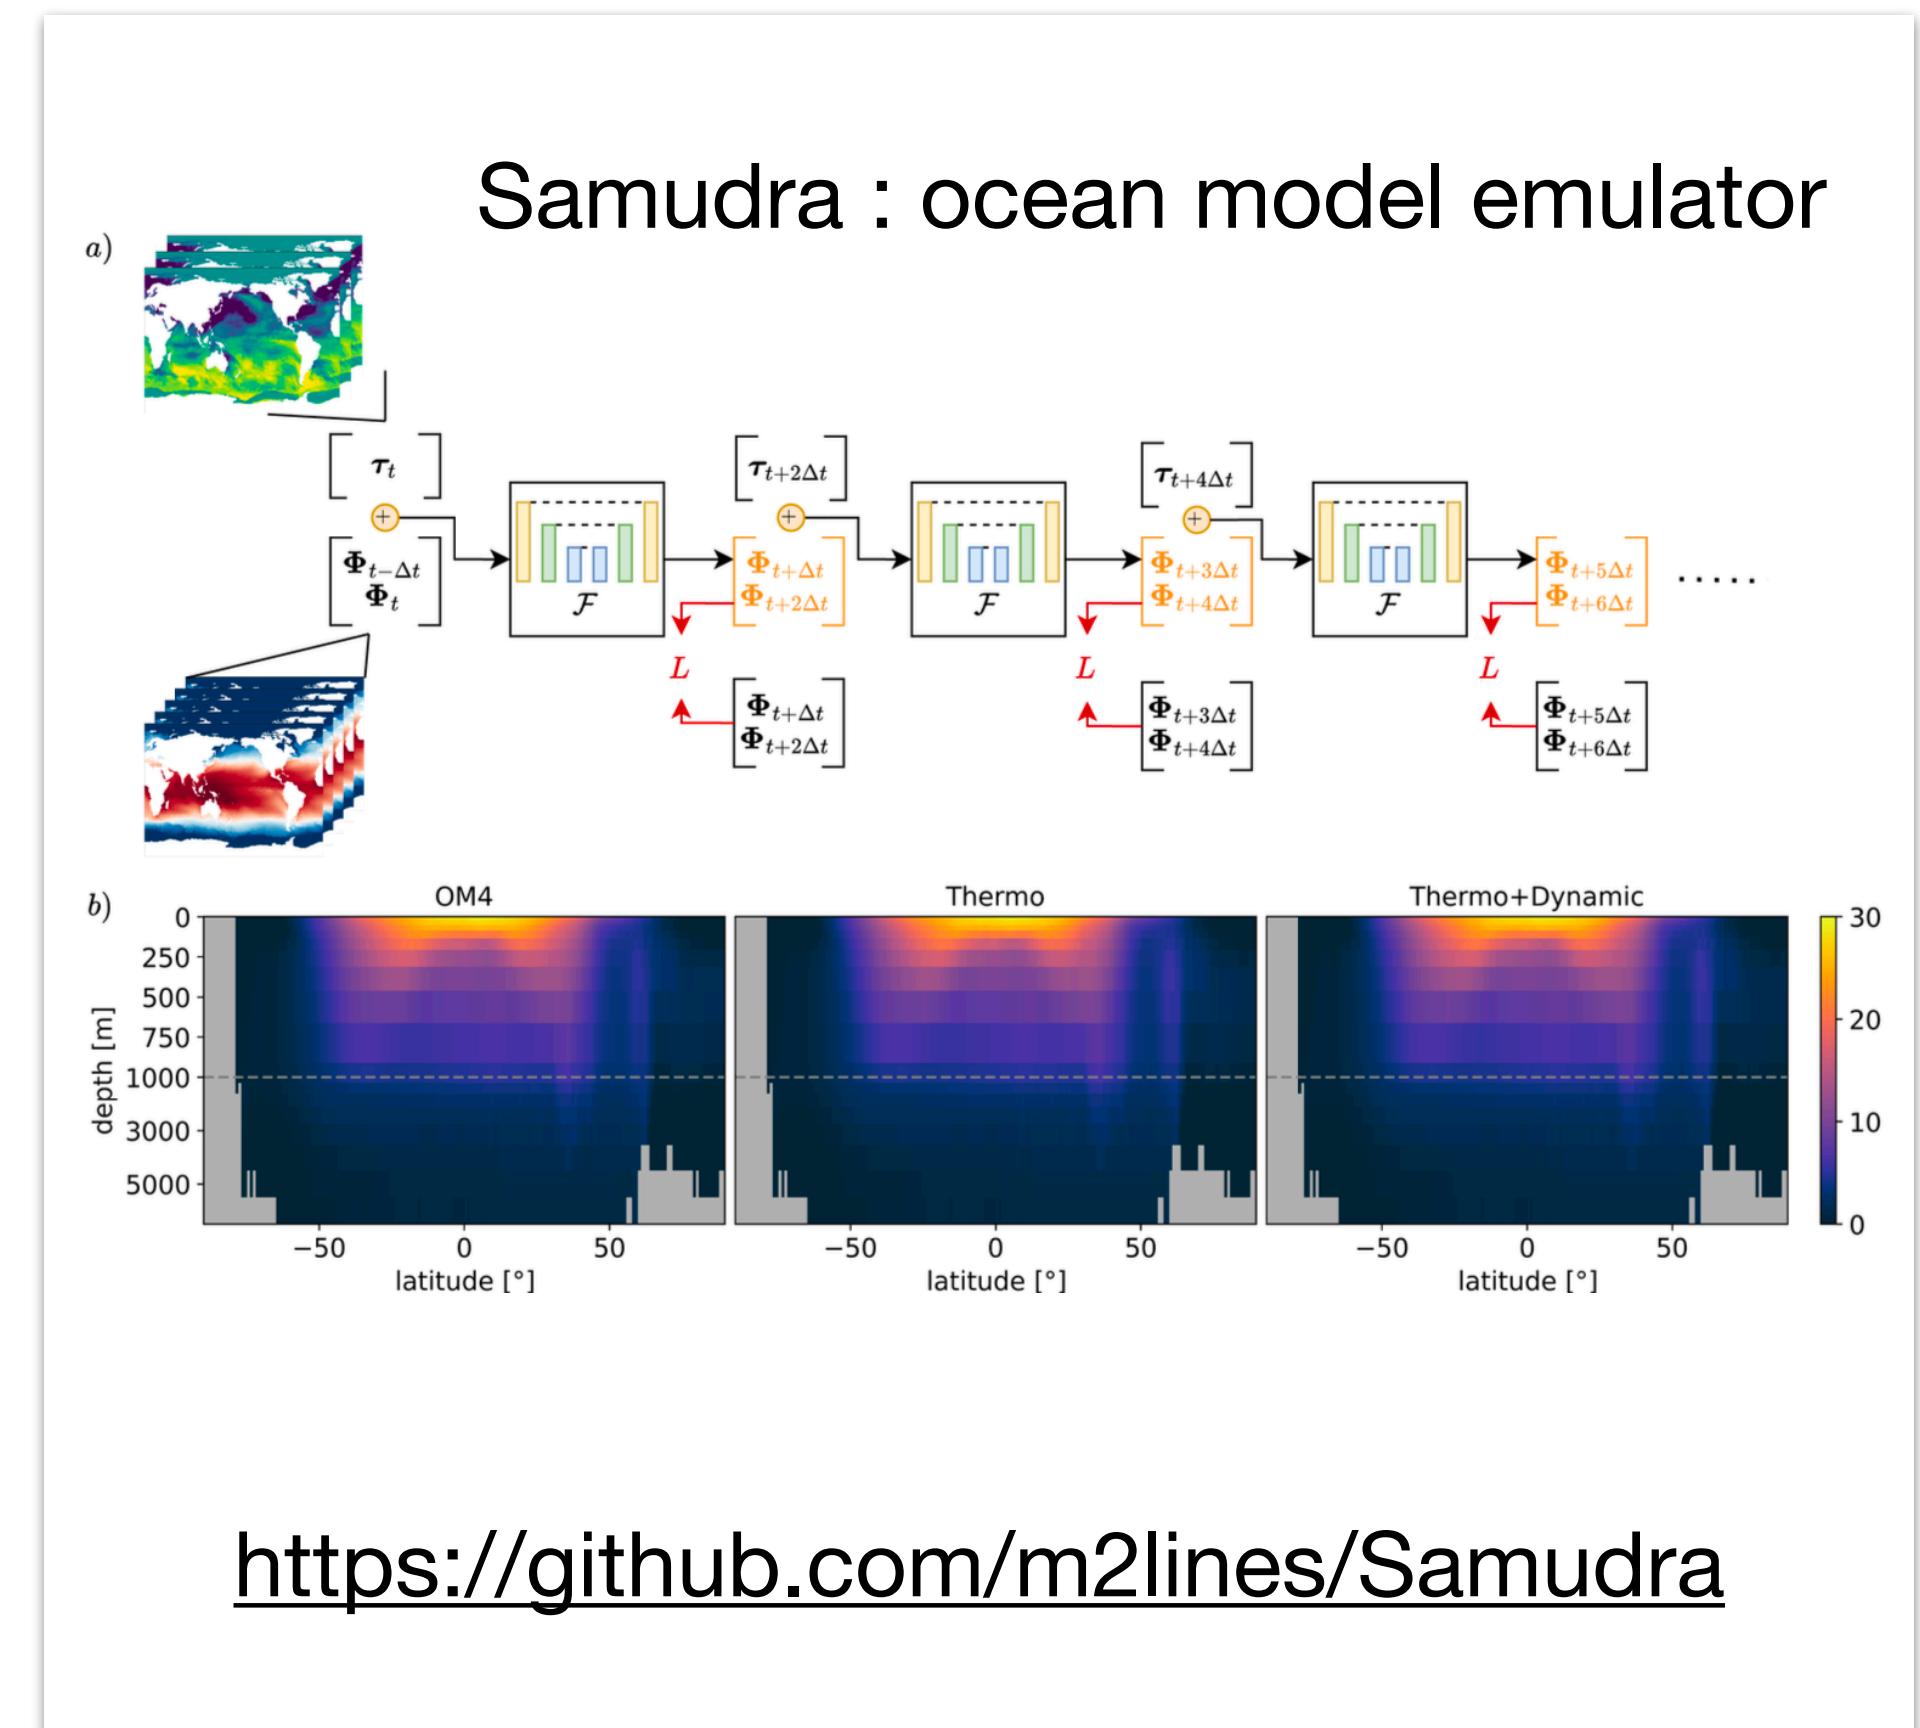 Samudra : ocean model emulator
a)
τt τt+2Δt τt+4Δt
+ + +
Φt−Δt Φt+Δt Φt+3Δt Φt+5Δt
Φt Φt+2Δt Φt+4Δt Φt+6Δt .....
F F F
L L L
Φt+Δt Φt+3Δt Φt+5Δt
Φt+2Δt Φt+4Δt Φt+6Δt
b)
OM4 Thermo Thermo+Dynamic
depth [m]
0
250
500
750
1000
3000
5000
30
20
10
0
−50 0 50 −50 0 50 −50 0 50
latitude [°] latitude [°] latitude [°]
https://github.com/m2lines/Samudra